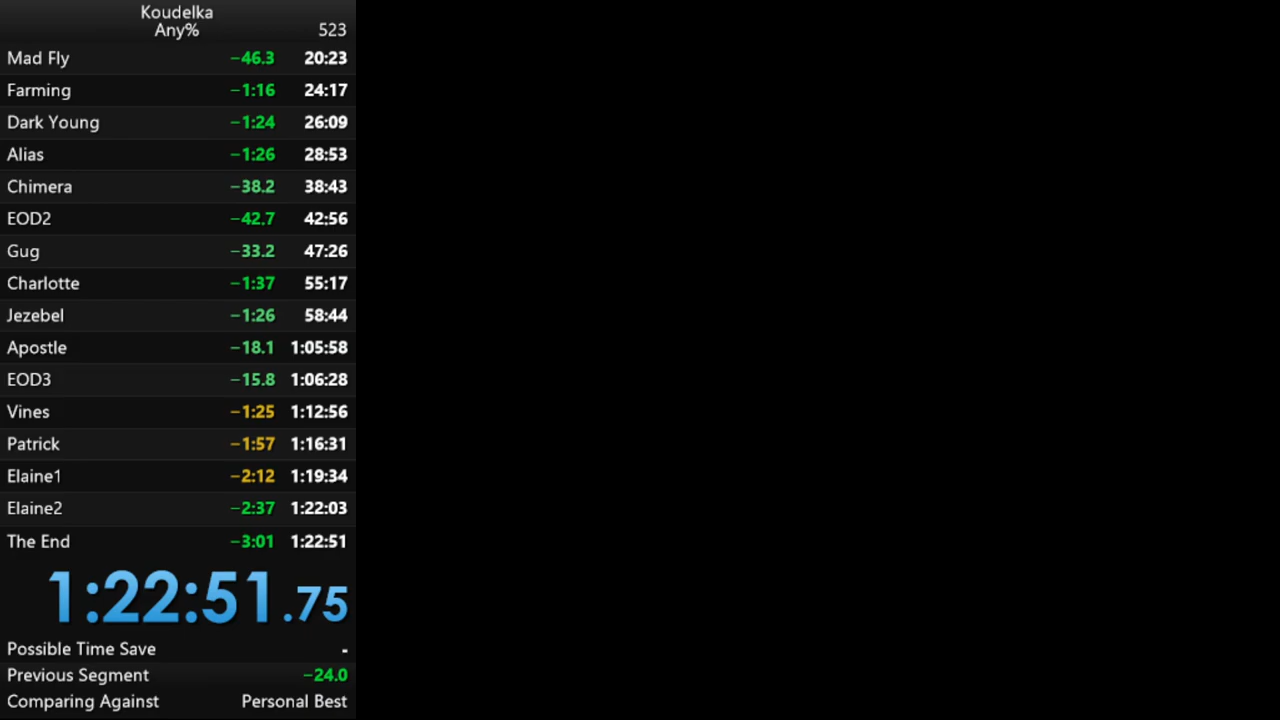 Koudelka
Any% 523
Mad Fly −46.3 20:23
Farming −1:16 24:17
Dark Young −1:24 26:09
Alias −1:26 28:53
Chimera −38.2 38:43
EOD2 −42.7 42:56
Gug −33.2 47:26
Charlotte −1:37 55:17
Jezebel −1:26 58:44
Apostle −18.1 1:05:58
EOD3 −15.8 1:06:28
Vines −1:25 1:12:56
Patrick −1:57 1:16:31
Elaine1 −2:12 1:19:34
Elaine2 −2:37 1:22:03
The End −3:01 1:22:51
1:22:51.75
Possible Time Save -
Previous Segment −24.0
Comparing Against Personal Best